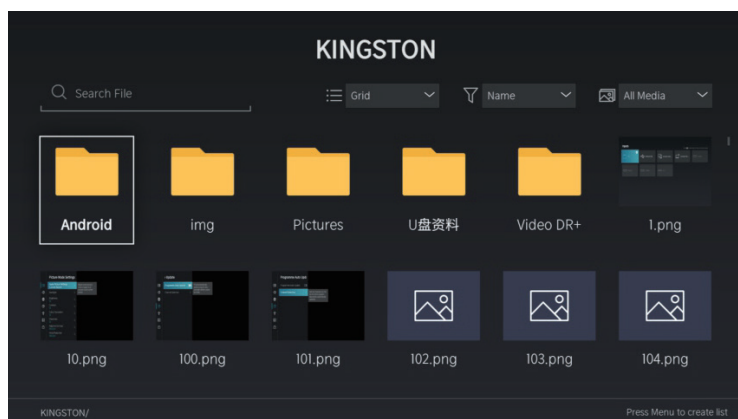 KINGSTON
Search File
Grid
Name
All Media
Android
img
Pictures
U盘资料
Video DR+
1.png
10.png
100.png
101.png
102.png
103.png
104.png
KINGSTON/
Press Menu to create list